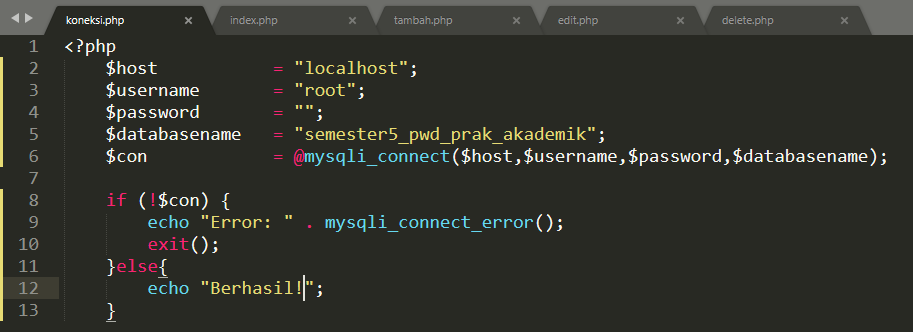 koneksi.php × index.php × tambah.php × edit.php × delete.php ×
1 <?php
2 $host = "localhost";
3 $username = "root";
4 $password = "";
5 $databasename = "semester5_pwd_prak_akademik";
6 $con = @mysqli_connect($host,$username,$password,$databasename);
7
8 if (!$con) {
9 echo "Error: " . mysqli_connect_error();
10 exit();
11 }else{
12 echo "Berhasil!";
13 }